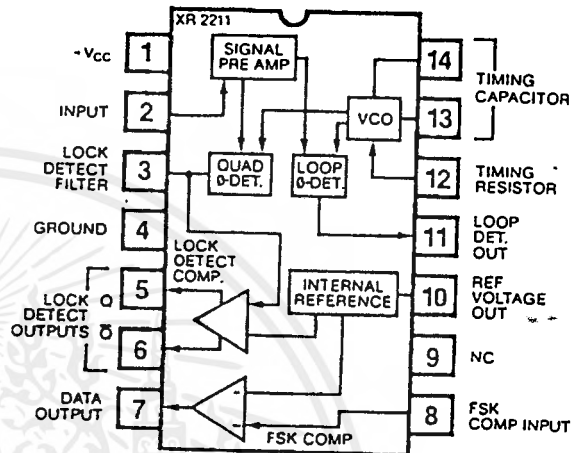 XR 2211
+VCC
1
INPUT
2
LOCK
DETECT
FILTER
3
GROUND
4
LOCK
DETECT
OUTPUTS
Q
5
Q̅
6
DATA
OUTPUT
7
SIGNAL
PRE AMP
VCO
QUAD
Ø-DET.
LOOP
Ø-DET.
LOCK
DETECT
COMP.
INTERNAL
REFERENCE
FSK COMP
14
13
TIMING
CAPACITOR
12
TIMING
RESISTOR
11
LOOP
DET.
OUT
10
REF
VOLTAGE
OUT
9
NC
8
FSK
COMP INPUT